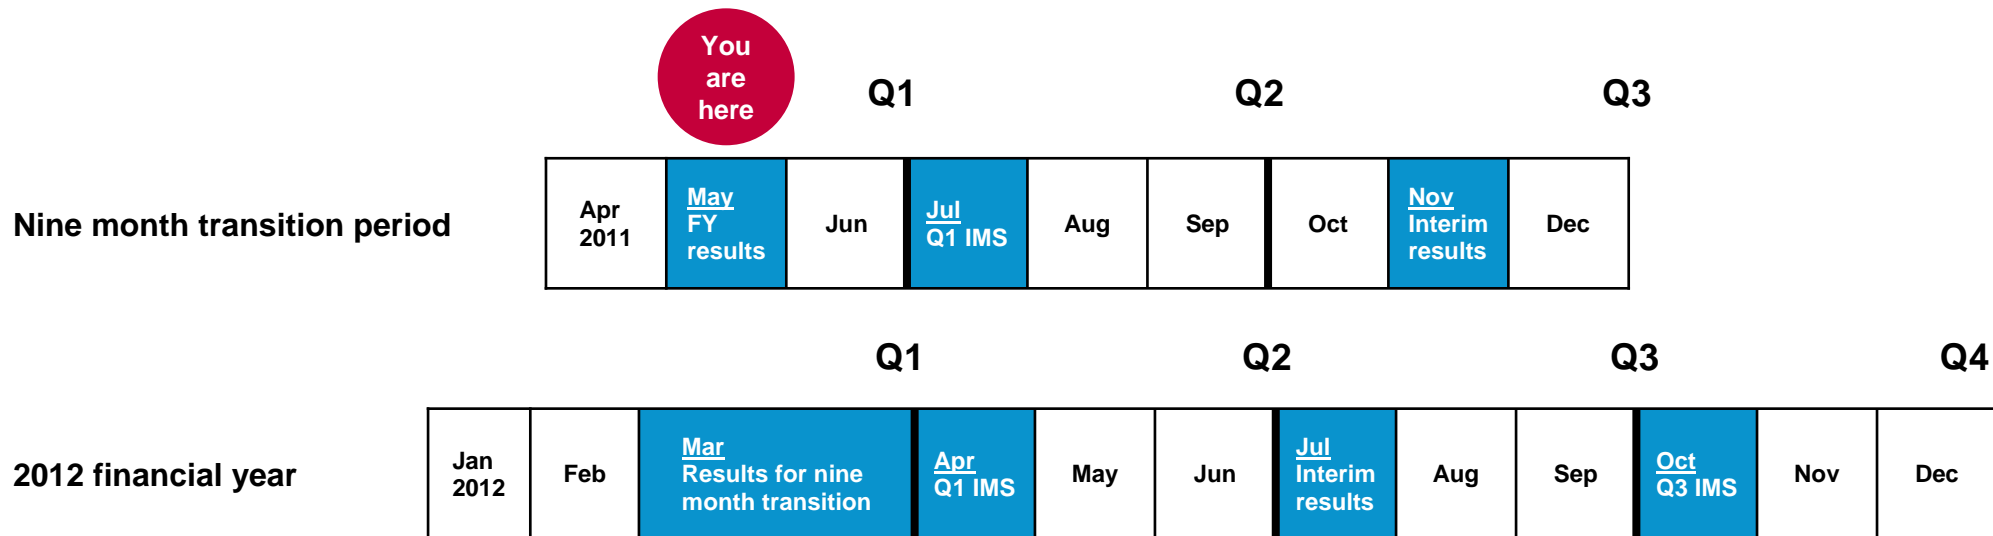 You
are
here
Q1
Q2
Q3
Nine month transition period
Apr
2011
May
FY
results
Jun
Jul
Q1 IMS
Aug
Sep
Oct
Nov
Interim
results
Dec
Q1
Q2
Q3
Q4
2012 financial year
Jan
2012
Feb
Mar
Results for nine
month transition
Apr
Q1 IMS
May
Jun
Jul
Interim
results
Aug
Sep
Oct
Q3 IMS
Nov
Dec